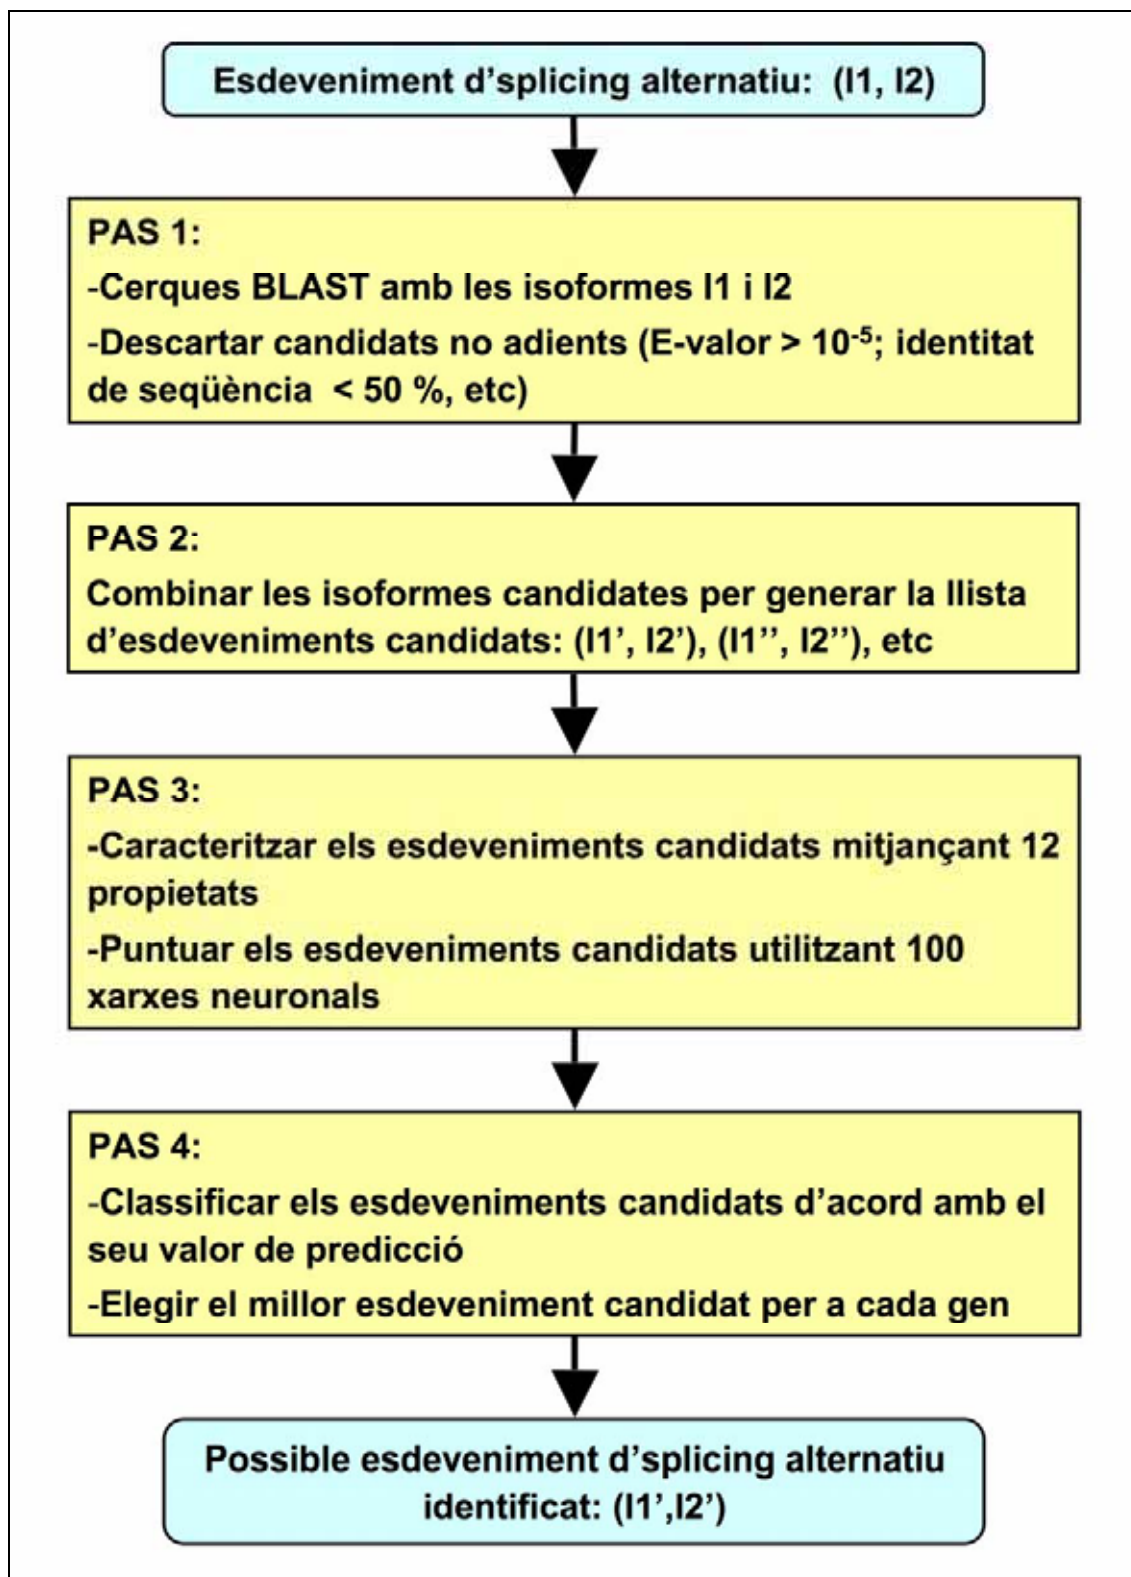 Esdeveniment d’splicing alternatiu: (I1, I2)
PAS 1:
-Cerques BLAST amb les isoformes I1 i I2
-Descartar candidats no adients (E-valor > 10⁻⁵; identitat
de seqüència < 50 %, etc)
PAS 2:
Combinar les isoformes candidates per generar la llista
d’esdeveniments candidats: (I1’, I2’), (I1’’, I2’’), etc
PAS 3:
-Caracteritzar els esdeveniments candidats mitjançant 12
propietats
-Puntuar els esdeveniments candidats utilitzant 100
xarxes neuronals
PAS 4:
-Classificar els esdeveniments candidats d’acord amb el
seu valor de predicció
-Elegir el millor esdeveniment candidat per a cada gen
Possible esdeveniment d’splicing alternatiu
identificat: (I1’,I2’)